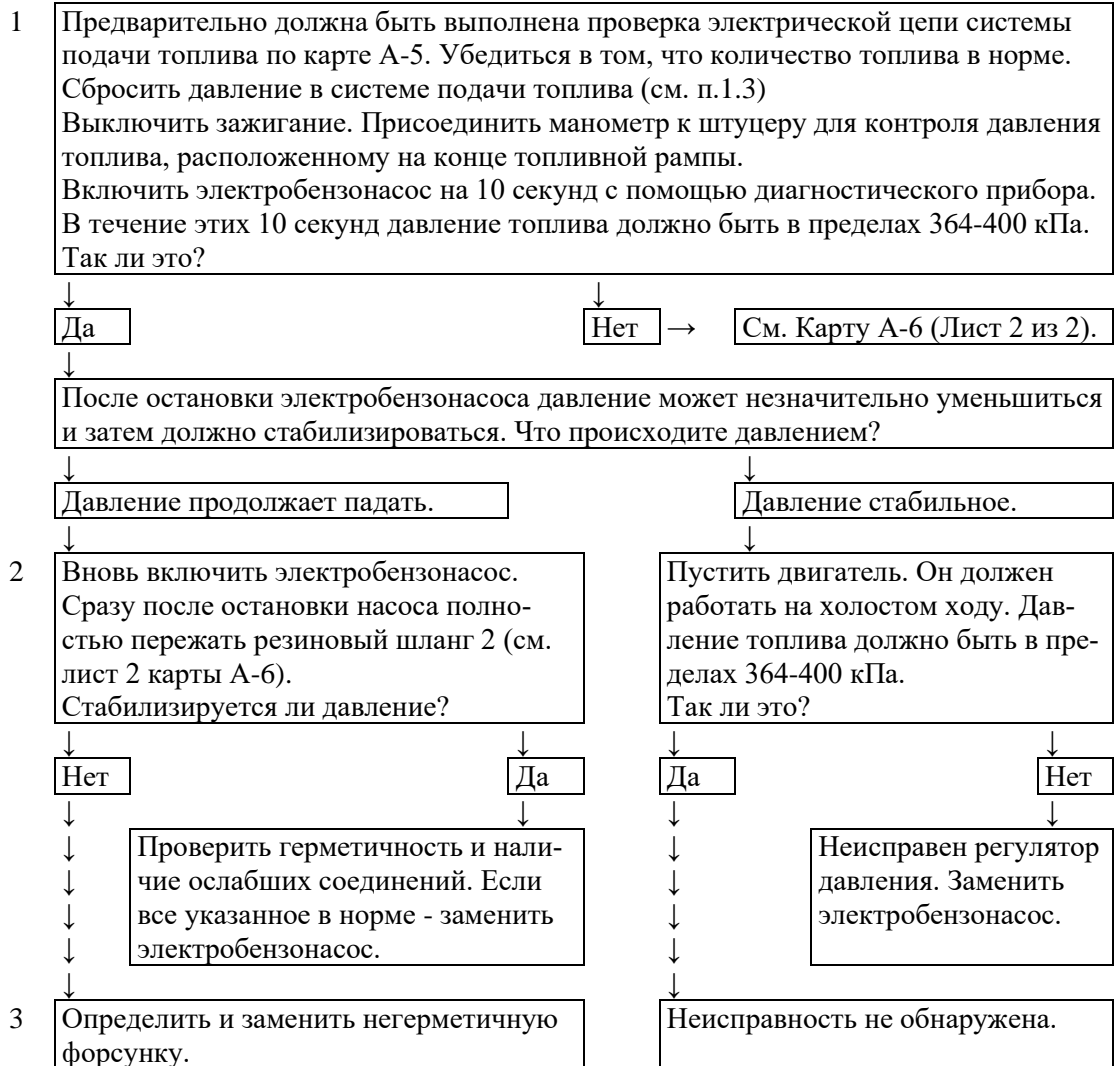 1
Предварительно должна быть выполнена проверка электрической цепи системы
подачи топлива по карте А-5. Убедиться в том, что количество топлива в норме.
Сбросить давление в системе подачи топлива (см. п.1.3)
Выключить зажигание. Присоединить манометр к штуцеру для контроля давления
топлива, расположенному на конце топливной рампы.
Включить электробензонасос на 10 секунд с помощью диагностического прибора.
В течение этих 10 секунд давление топлива должно быть в пределах 364-400 кПа.
Так ли это?
↓ ↓
Да
Нет → См. Карту А-6 (Лист 2 из 2).
↓
После остановки электробензонасоса давление может незначительно уменьшиться
и затем должно стабилизироваться. Что происходите давлением?
↓ ↓
Давление продолжает падать.
Давление стабильное.
↓ ↓
2
Вновь включить электробензонасос.
Сразу после остановки насоса полно-
стью пережать резиновый шланг 2 (см.
лист 2 карты А-6).
Стабилизируется ли давление?
Пустить двигатель. Он должен
работать на холостом ходу. Дав-
ление топлива должно быть в пре-
делах 364-400 кПа.
Так ли это?
↓ ↓ ↓ ↓
Нет
Да
Да
Нет
↓ ↓ ↓ ↓
Проверить герметичность и нали-
чие ослабших соединений. Если
все указанное в норме - заменить
электробензонасос.
Неисправен регулятор
давления. Заменить
электробензонасос.
↓ ↓
3
Определить и заменить негерметичную
форсунку.
Неисправность не обнаружена.